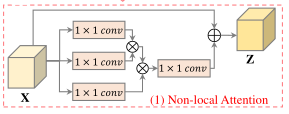 1 × 1 conv
1 × 1 conv
1 × 1 conv
1 × 1 conv
X
Z
(1) Non-local Attention